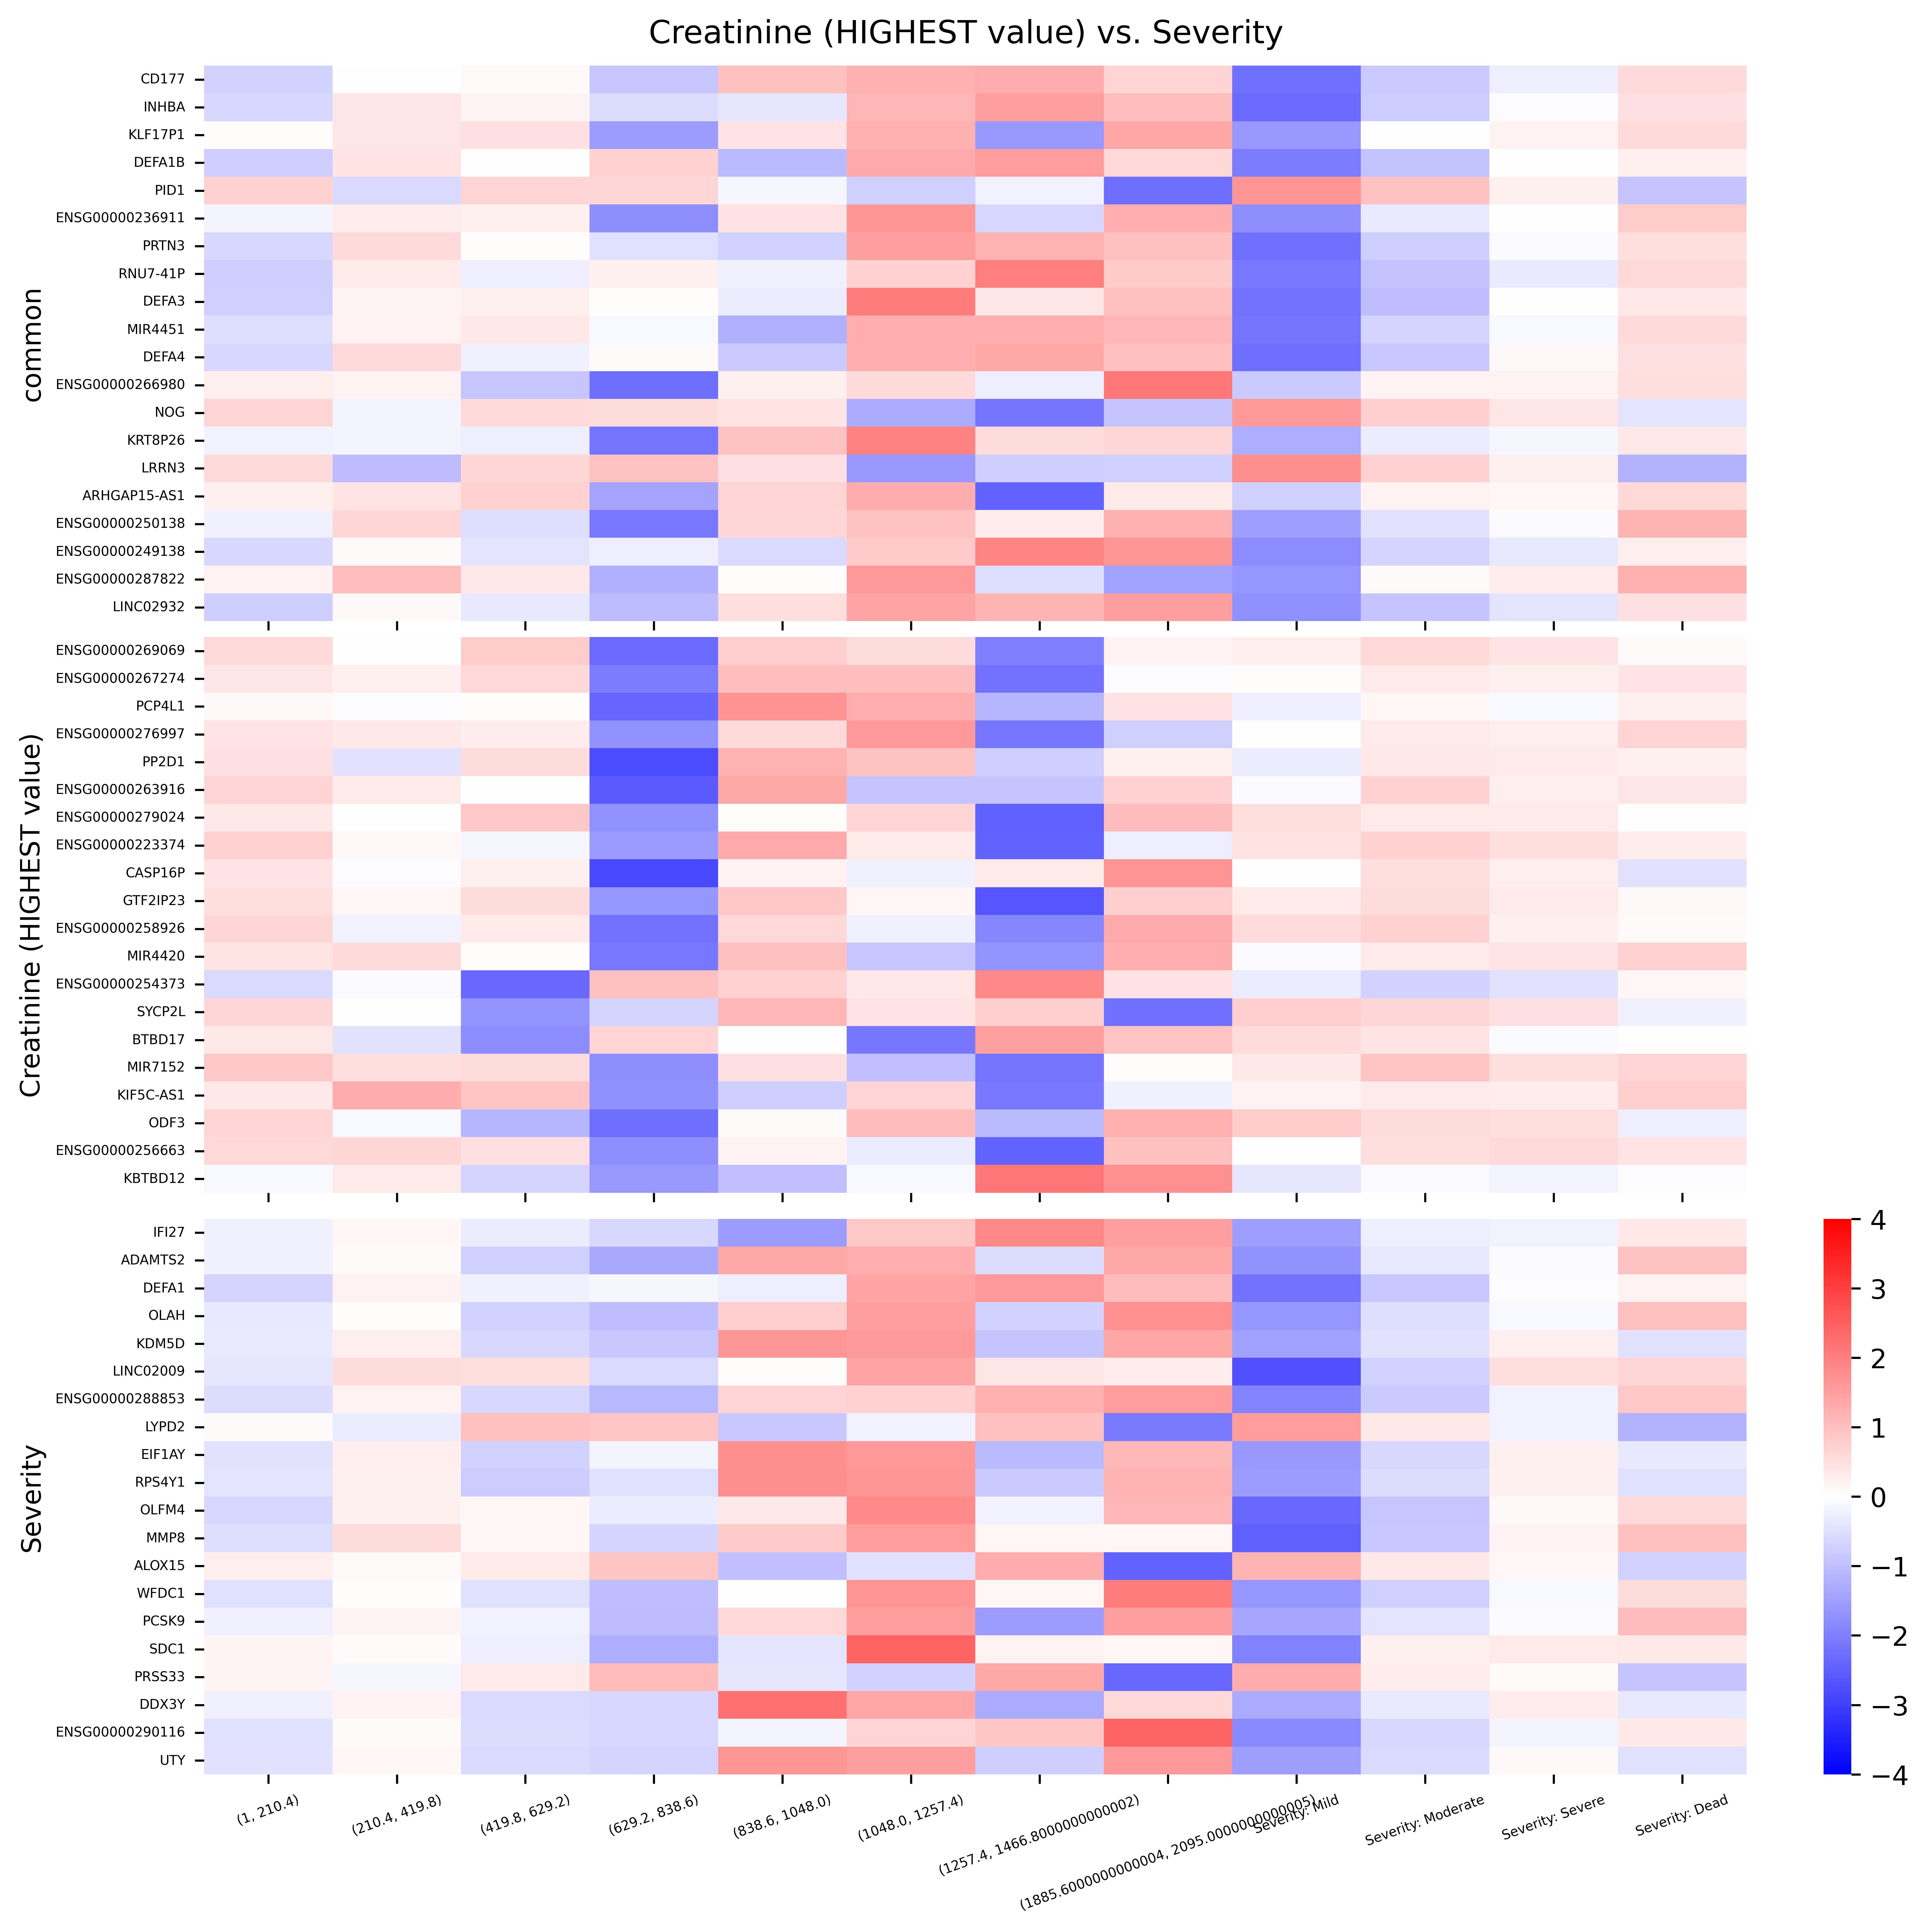 Creatinine (HIGHEST value) vs. Severity
common
CD177
INHBA
KLF17P1
DEFA1B
PID1
ENSG00000236911
PRTN3
RNU7-41P
DEFA3
MIR4451
DEFA4
ENSG00000266980
NOG
KRT8P26
LRRN3
ARHGAP15-AS1
ENSG00000250138
ENSG00000249138
ENSG00000287822
LINC02932
Creatinine (HIGHEST value)
ENSG00000269069
ENSG00000267274
PCP4L1
ENSG00000276997
PP2D1
ENSG00000263916
ENSG00000279024
ENSG00000223374
CASP16P
GTF2IP23
ENSG00000258926
MIR4420
ENSG00000254373
SYCP2L
BTBD17
MIR7152
KIF5C-AS1
ODF3
ENSG00000256663
KBTBD12
Severity
IFI27
ADAMTS2
DEFA1
OLAH
KDM5D
LINC02009
ENSG00000288853
LYPD2
EIF1AY
RPS4Y1
OLFM4
MMP8
ALOX15
WFDC1
PCSK9
SDC1
PRSS33
DDX3Y
ENSG00000290116
UTY
(1, 210.4)
(210.4, 419.8)
(419.8, 629.2)
(629.2, 838.6)
(838.6, 1048.0)
(1048.0, 1257.4)
(1257.4, 1466.8000000000002)
(1885.6000000000004, 2095.0000000000005)
Severity: Mild
Severity: Moderate
Severity: Severe
Severity: Dead
4
3
2
1
0
−1
−2
−3
−4